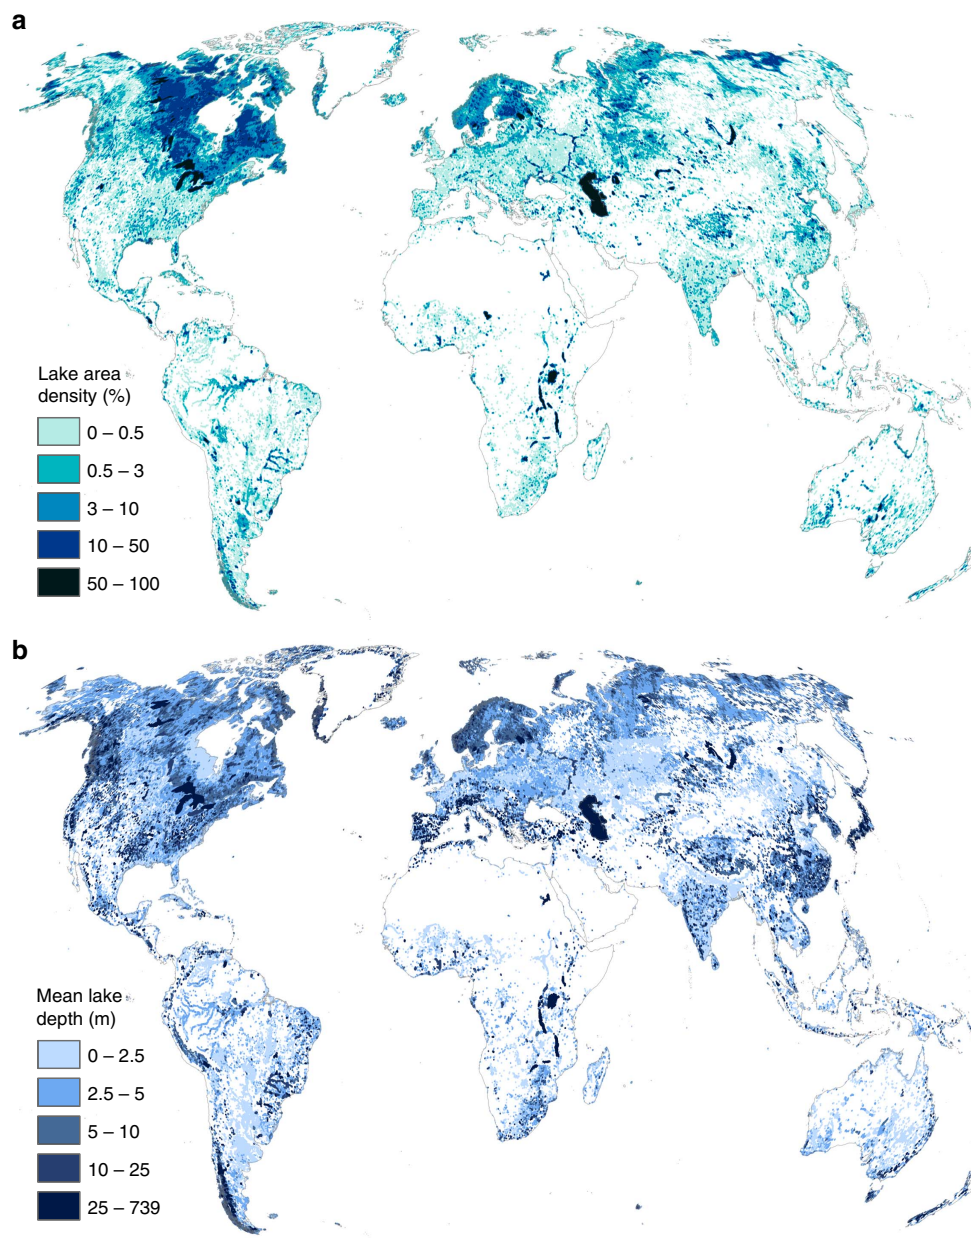 a
Lake area
density (%)
0 – 0.5
0.5 – 3
3 – 10
10 – 50
50 – 100
b
Mean lake
depth (m)
0 – 2.5
2.5 – 5
5 – 10
10 – 25
25 – 739